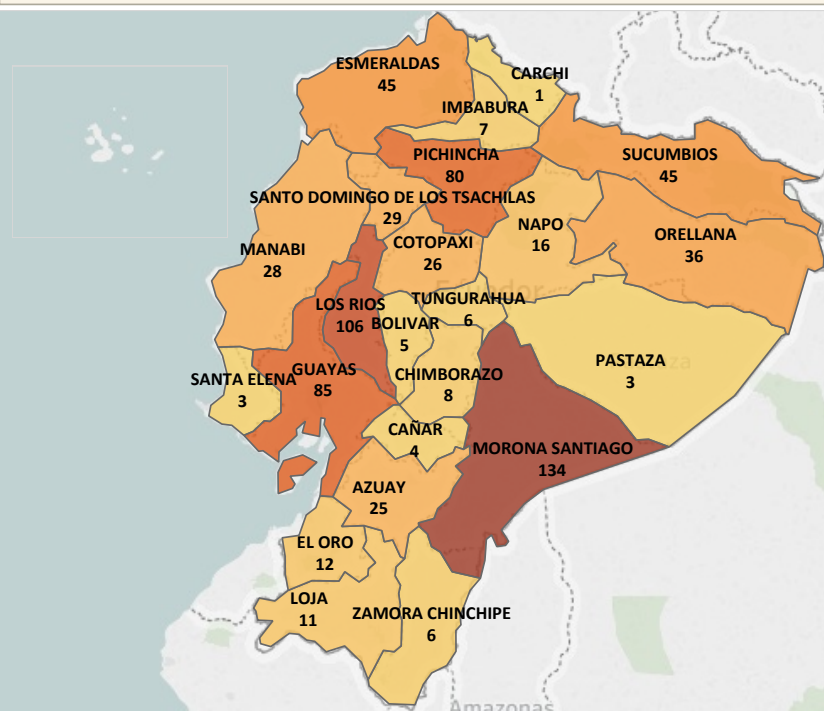 ESMERALDAS
45
CARCHI
1
IMBABURA
7
PICHINCHA
80
SUCUMBIOS
45
SANTO DOMINGO DE LOS TSACHILAS
29
NAPO
16
ORELLANA
36
MANABI
28
COTOPAXI
26
Ecuador
TUNGURAHUA
6
LOS RIOS
106
BOLIVAR
5
PASTAZA
3
SANTA ELENA
3
GUAYAS
85
CHIMBORAZO
8
CAÑAR
4
MORONA SANTIAGO
134
AZUAY
25
EL ORO
12
LOJA
11
ZAMORA CHINCHIPE
6
Amazonas